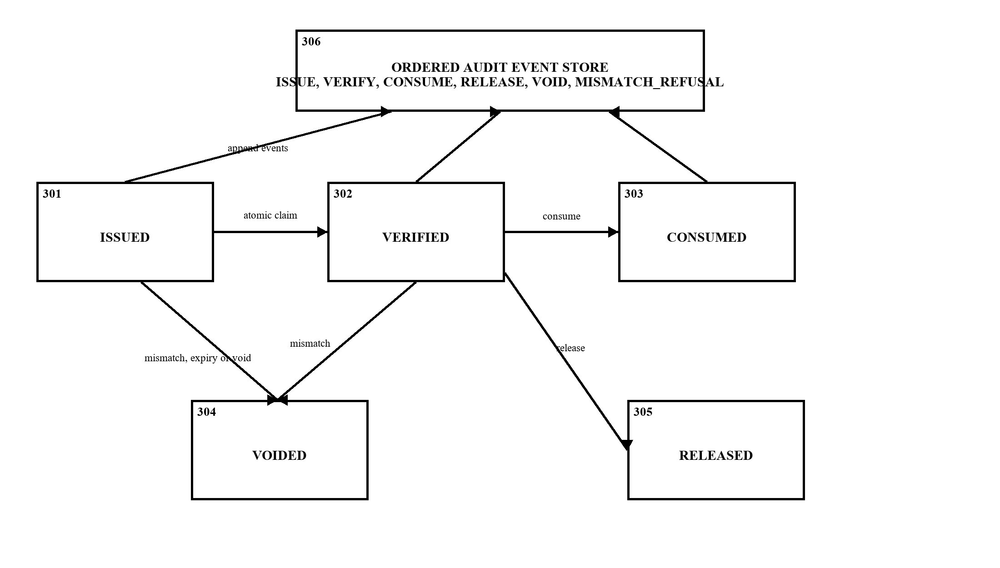 306
ORDERED AUDIT EVENT STORE
ISSUE, VERIFY, CONSUME, RELEASE, VOID, MISMATCH_REFUSAL
append events
301
ISSUED
atomic claim
302
VERIFIED
consume
303
CONSUMED
mismatch, expiry or void
mismatch
release
304
VOIDED
305
RELEASED